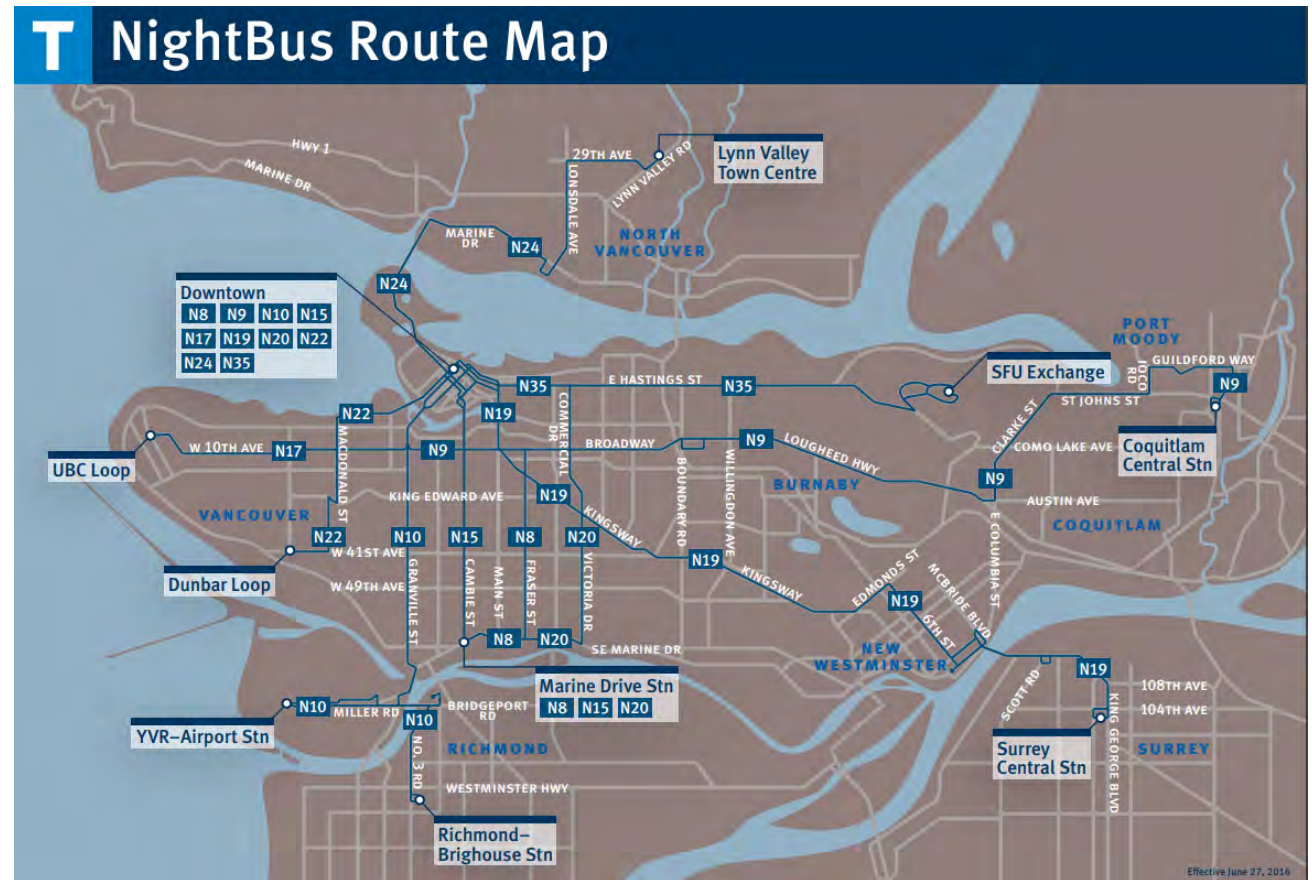 T NightBus Route Map
HWY 1
MARINE DR
29TH AVE
LONSDALE AVE
LYNN VALLEY RD
Lynn Valley
Town Centre
MARINE
DR
N24
NORTH
VANCOUVER
N24
Downtown
N8 N9 N10 N15
N17 N19 N20 N22
N24 N35
PORT
MOODY
GUILDFORD WAY
IOCO
RD
N9
ST JOHNS ST
SFU Exchange
N35
E HASTINGS ST
N35
N19
COMMERCIAL
DR
N22
MACDONALD ST
CLARKE ST
COMO LAKE AVE
Coquitlam
Central Stn
UBC Loop
W 10TH AVE
N17
N9
BROADWAY
N9
LOUGHEED HWY
BOUNDARY RD
WILLINGDON AVE
BURNABY
N9
AUSTIN AVE
COQUITLAM
E COLUMBIA ST
KING EDWARD AVE
N19
KINGSWAY
VANCOUVER
N22
N10
N15
N8
N20
W 41ST AVE
Dunbar Loop
W 49TH AVE
GRANVILLE ST
CAMBIE ST
MAIN ST
FRASER ST
VICTORIA DR
N19
KINGSWAY
EDMONDS ST
N19
MCBRIDE BLVD
6TH ST
N8
N20
SE MARINE DR
NEW
WESTMINSTER
Marine Drive Stn
N8 N15 N20
N19
SCOTT RD
108TH AVE
104TH AVE
KING GEORGE BLVD
SURREY
Surrey
Central Stn
YVR–Airport Stn
N10
MILLER RD
N10
BRIDGEPORT
RD
RICHMOND
NO. 3 RD
WESTMINSTER HWY
Richmond–
Brighouse Stn
Effective June 27, 2016